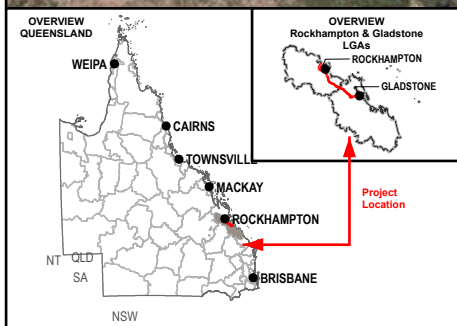 OVERVIEW
QUEENSLAND
WEIPA
CAIRNS
TOWNSVILLE
MACKAY
ROCKHAMPTON
BRISBANE
NT
QLD
SA
NSW
OVERVIEW
Rockhampton & Gladstone
LGAs
ROCKHAMPTON
GLADSTONE
Project
Location